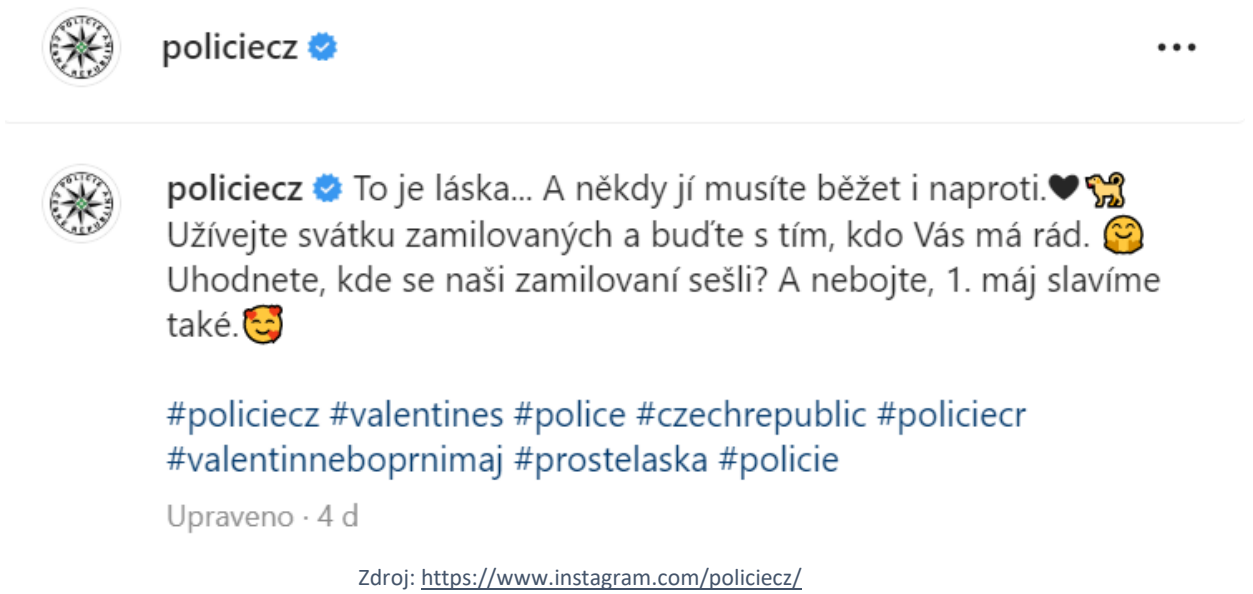 policiecz
policiecz To je láska... A někdy jí musíte běžet i naproti.🖤🐕
Užívejte svátku zamilovaných a buďte s tím, kdo Vás má rád. 🤗
Uhodnete, kde se naši zamilovaní sešli? A nebojte, 1. máj slavíme
také.🥰
#policiecz #valentines #police #czechrepublic #policiecr
#valentinneboprnimaj #prostelaska #policie
Upraveno · 4 d
Zdroj: https://www.instagram.com/policiecz/